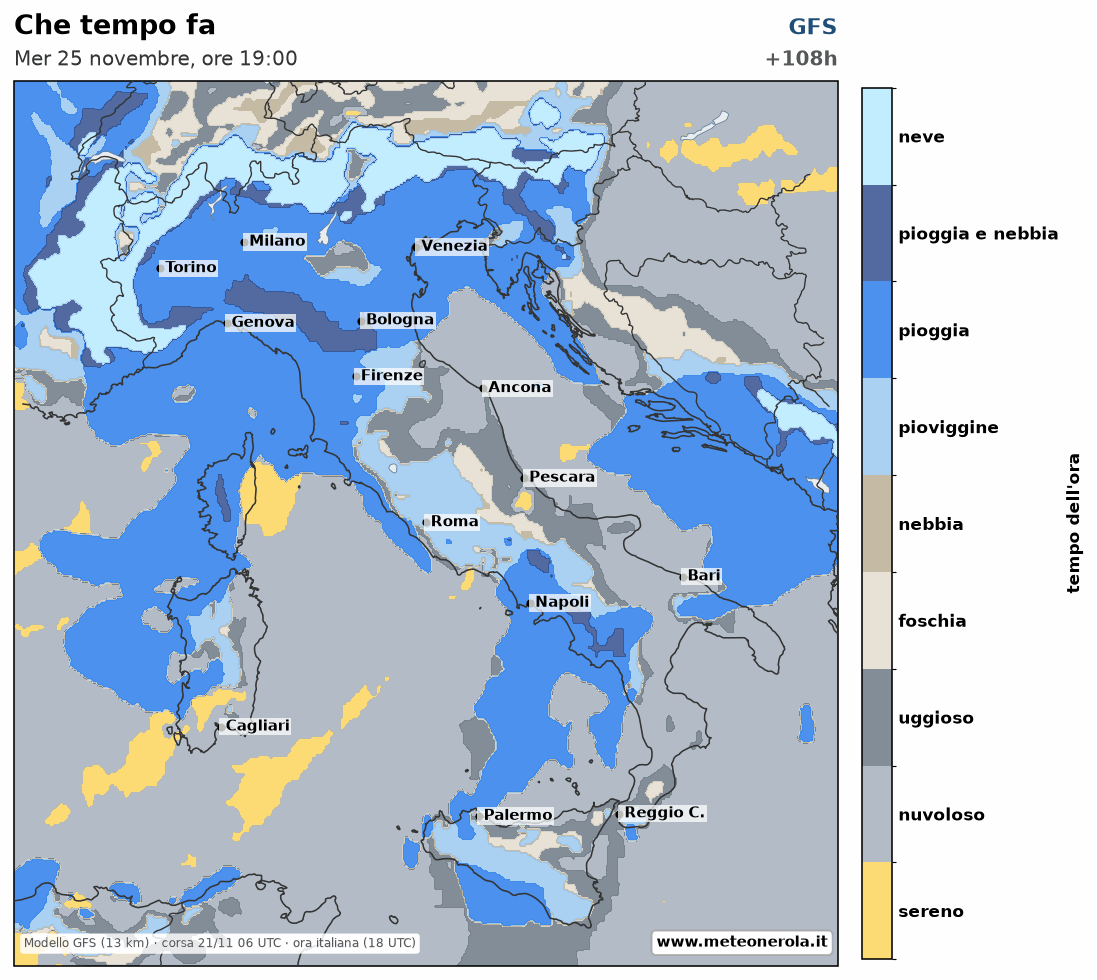 Che tempo fa
GFS
Mer 25 novembre, ore 19:00
+108h
neve
pioggia e nebbia
pioggia
pioviggine
nebbia
foschia
uggioso
nuvoloso
sereno
tempo dell'ora
Milano
Venezia
Torino
Genova
Bologna
Firenze
Ancona
Pescara
Roma
Bari
Napoli
Cagliari
Palermo
Reggio C.
Modello GFS (13 km) · corsa 21/11 06 UTC · ora italiana (18 UTC)
www.meteonerola.it